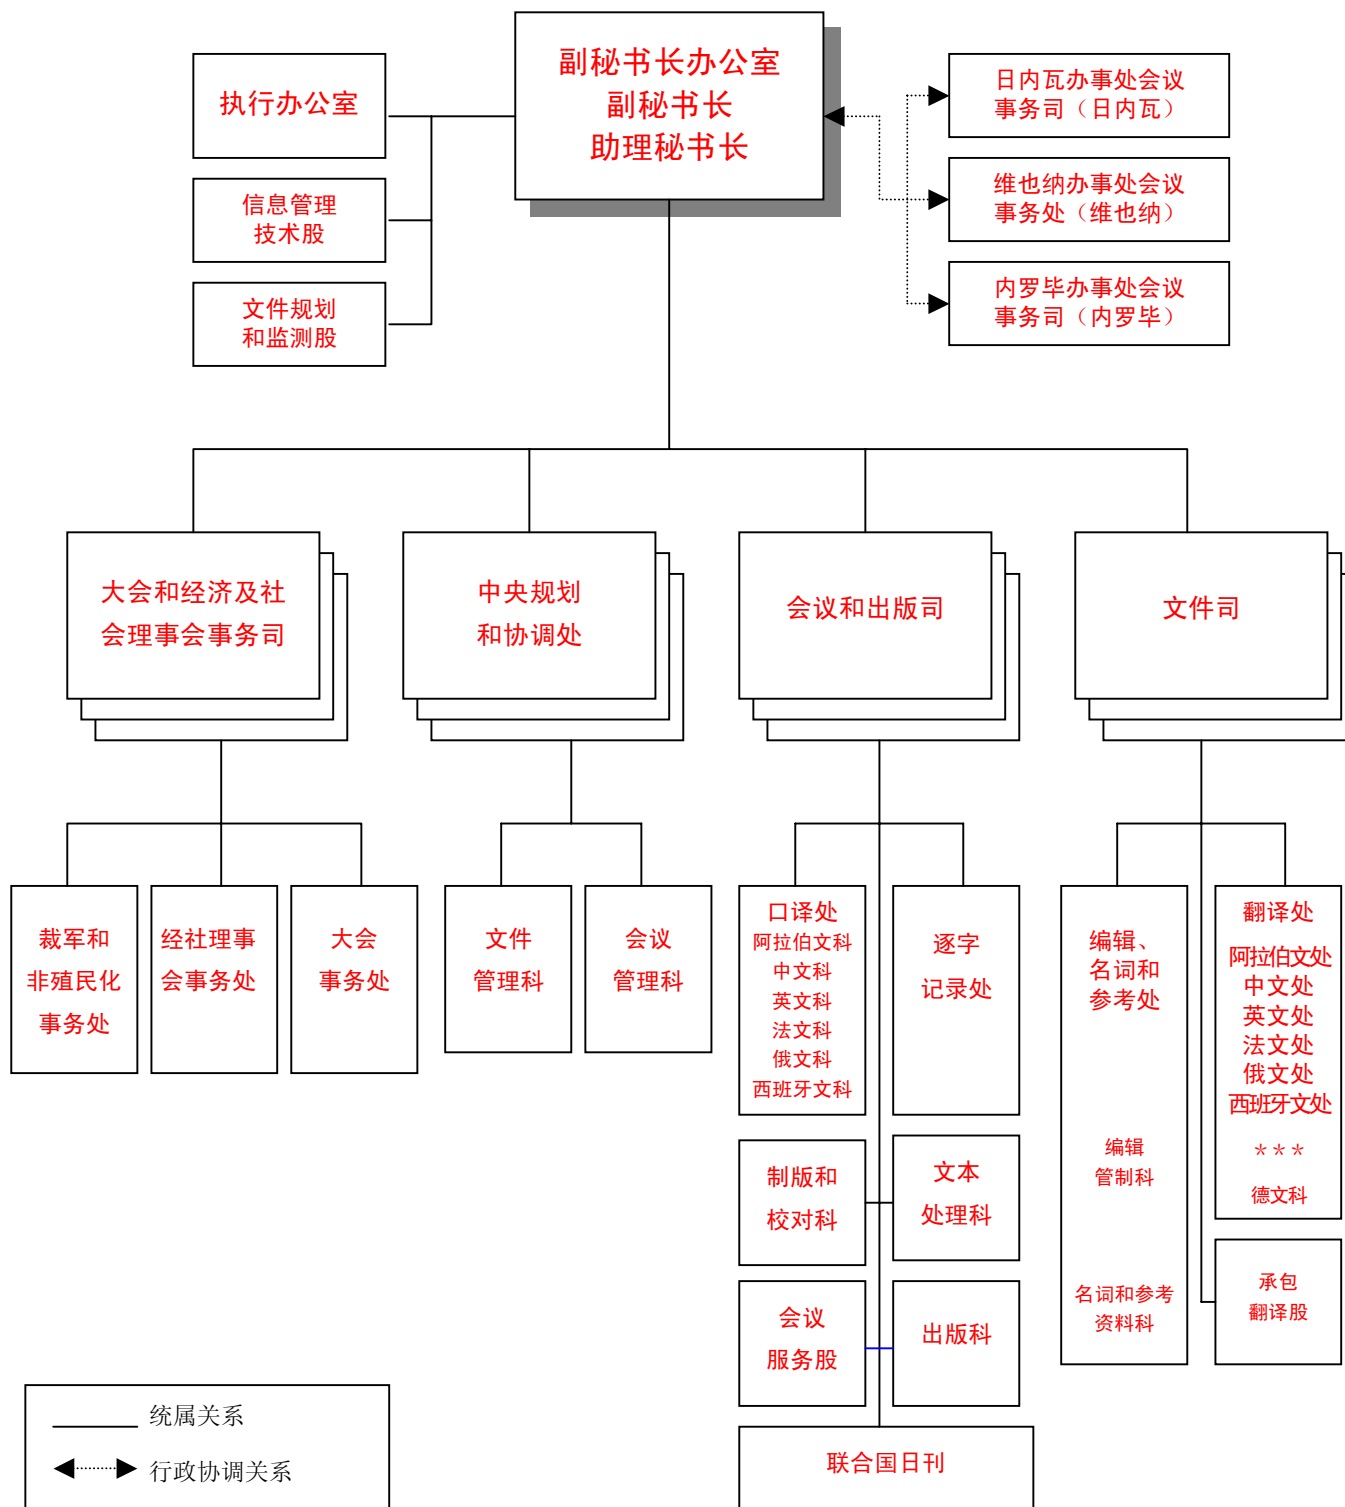 副秘书长办公室
副秘书长
助理秘书长
执行办公室
信息管理
技术股
文件规划
和监测股
日内瓦办事处会议
事务司（日内瓦）
维也纳办事处会议
事务处（维也纳）
内罗毕办事处会议
事务司（内罗毕）
大会和经济及社
会理事会事务司
中央规划
和协调处
会议和出版司
文件司
裁军和
非殖民化
事务处
经社理事
会事务处
大会
事务处
文件
管理科
会议
管理科
口译处
阿拉伯文科
中文科
英文科
法文科
俄文科
西班牙文科
逐字
记录处
制版和
校对科
文本
处理科
会议
服务股
出版科
联合国日刊
编辑、
名词和
参考处
编辑
管制科
名词和参考
资料科
翻译处
阿拉伯文处
中文处
英文处
法文处
俄文处
西班牙文处
***
德文科
承包
翻译股
统属关系
行政协调关系